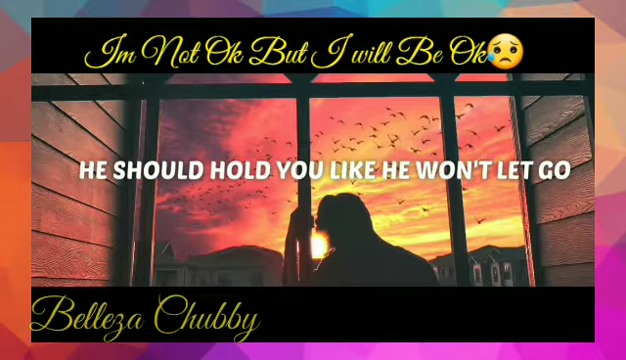 Im Not Ok But I will Be Ok😥
HE SHOULD HOLD YOU LIKE HE WON'T LET GO
Belleza Chubby